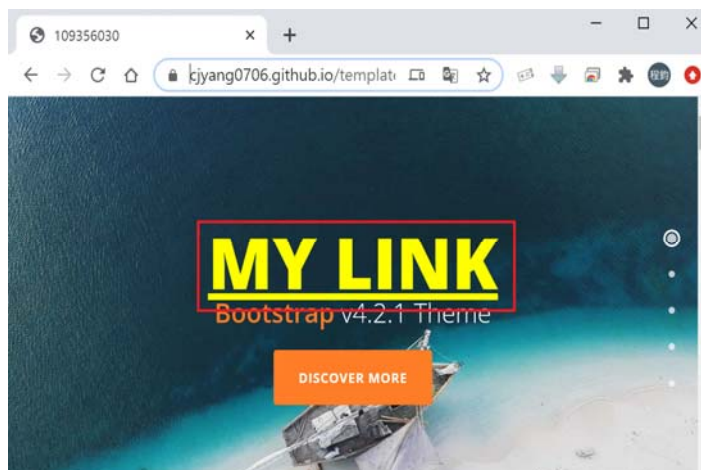 109356030
cjyang0706.github.io/templat
MY LINK
Bootstrap v4.2.1 Theme
DISCOVER MORE